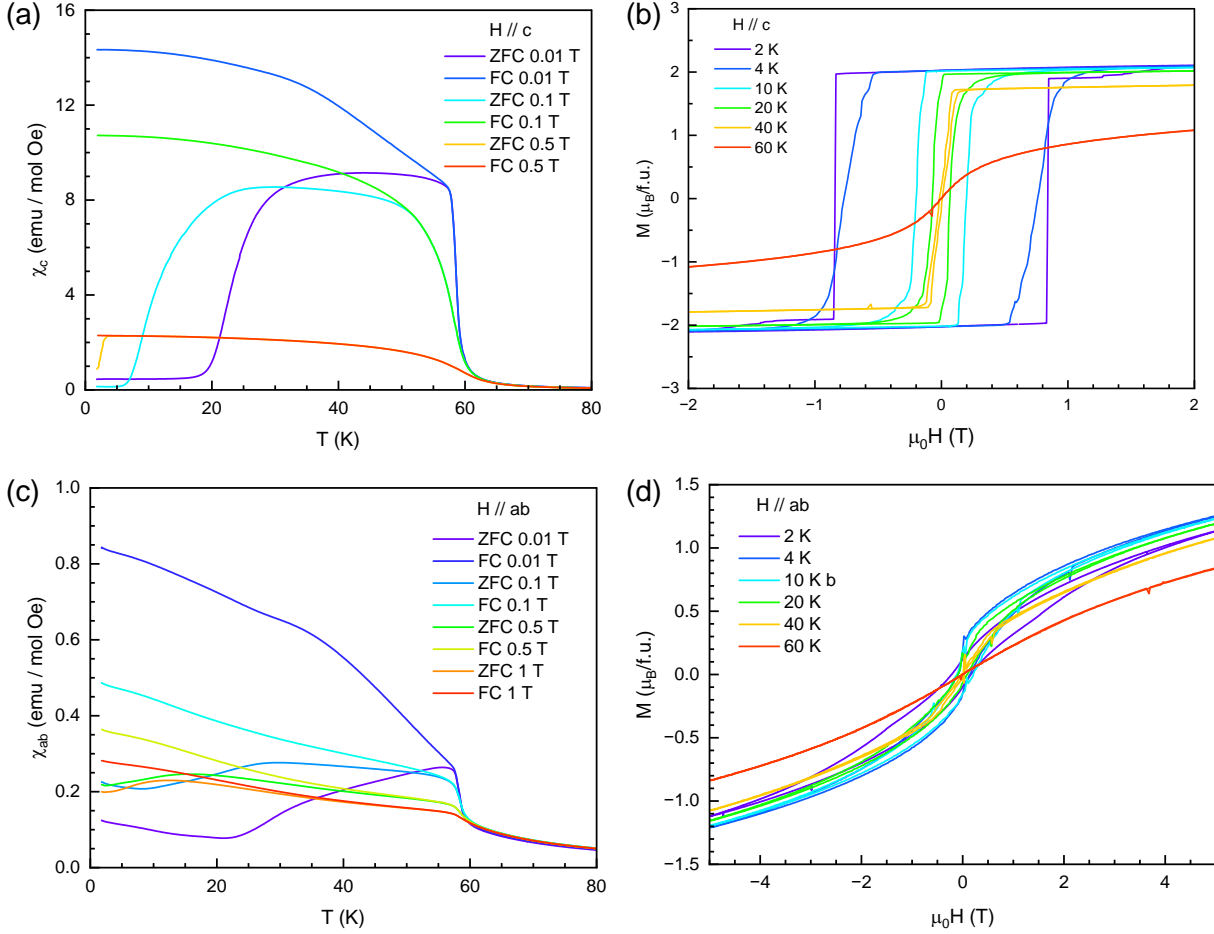 (a)
H // c
ZFC 0.01 T
FC 0.01 T
ZFC 0.1 T
FC 0.1 T
ZFC 0.5 T
FC 0.5 T
16
12
8
4
0
χc (emu / mol Oe)
0
20
40
60
80
T (K)
(b)
H // c
2 K
4 K
10 K
20 K
40 K
60 K
3
2
1
0
−1
−2
−3
M (μB/f.u.)
−2
−1
0
1
2
μ0H (T)
(c)
H // ab
ZFC 0.01 T
FC 0.01 T
ZFC 0.1 T
FC 0.1 T
ZFC 0.5 T
FC 0.5 T
ZFC 1 T
FC 1 T
1.0
0.8
0.6
0.4
0.2
0.0
χab (emu / mol Oe)
0
20
40
60
80
T (K)
(d)
H // ab
2 K
4 K
10 K b
20 K
40 K
60 K
1.5
1.0
0.5
0.0
−0.5
−1.0
−1.5
M (μB/f.u.)
−4
−2
0
2
4
μ0H (T)